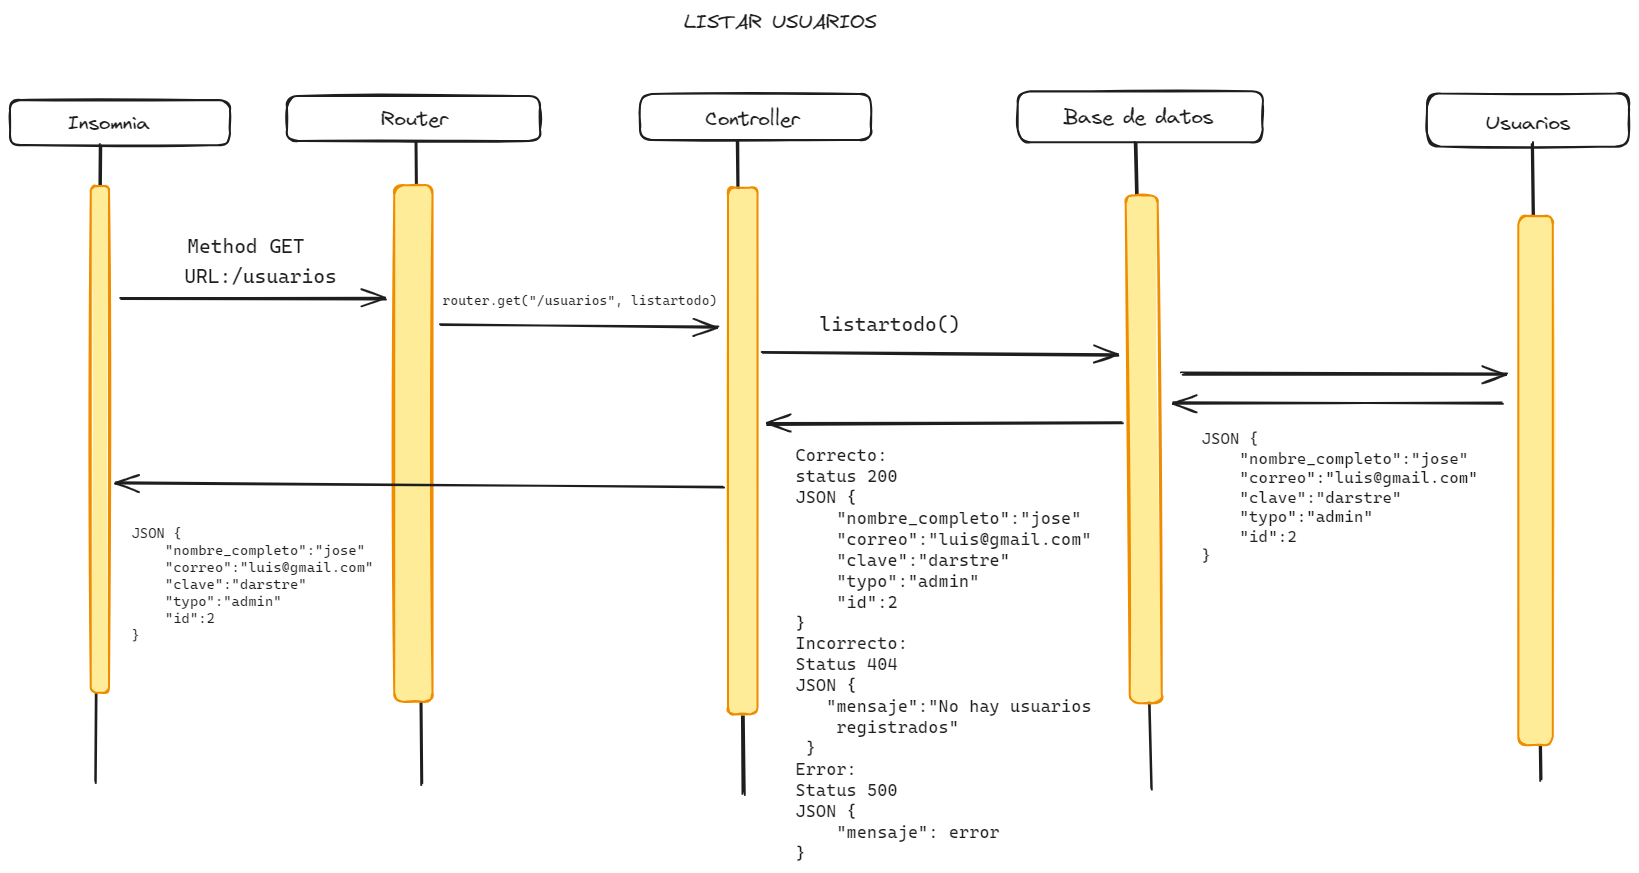 LISTAR USUARIOS
Insomnia
Router
Controller
Base de datos
Usuarios
Method GET
URL:/usuarios
router.get("/usuarios", listartodo)
listartodo()
JSON {
"nombre_completo":"jose"
"correo":"luis@gmail.com"
"clave":"darstre"
"typo":"admin"
"id":2
}
Correcto:
status 200
JSON {
"nombre_completo":"jose"
"correo":"luis@gmail.com"
"clave":"darstre"
"typo":"admin"
"id":2
}
Incorrecto:
Status 404
JSON {
"mensaje":"No hay usuarios
registrados"
}
Error:
Status 500
JSON {
"mensaje": error
}
JSON {
"nombre_completo":"jose"
"correo":"luis@gmail.com"
"clave":"darstre"
"typo":"admin"
"id":2
}